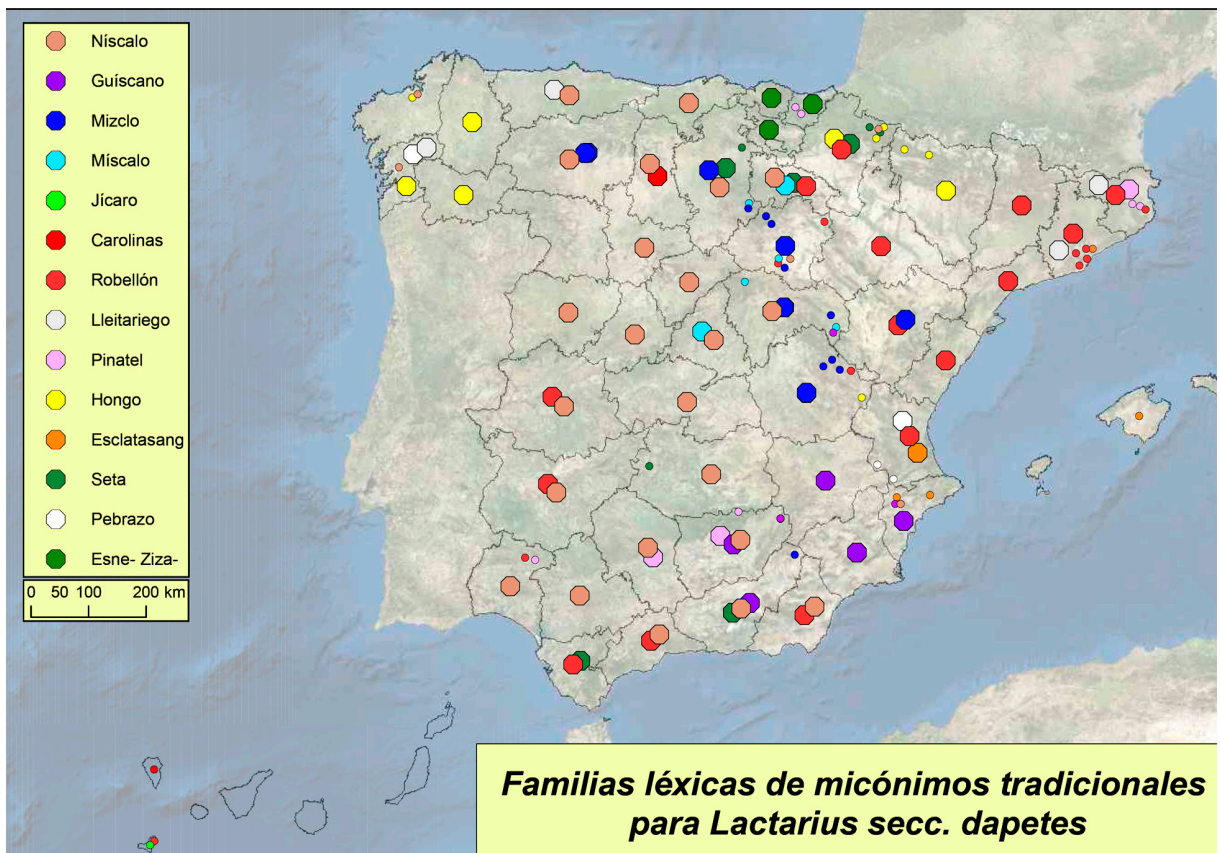 Níscalo
Guíscano
Mizclo
Míscalo
Jícaro
Carolinas
Robellón
Lleitariego
Pinatel
Hongo
Esclatasang
Seta
Pebrazo
Esne- Ziza-
0 50 100 200 km
Familias léxicas de micónimos tradicionales
para Lactarius secc. dapetes